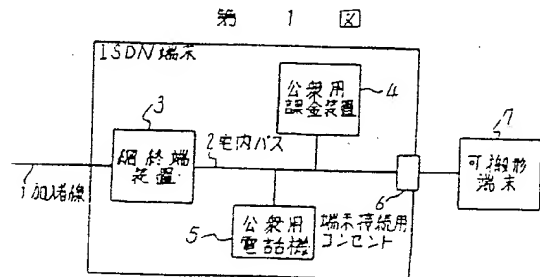 第 1 図
ISDN端末
公衆用
課金装置
4
3
網終端
装置
2宅内バス
7
可搬形
端末
1加入者線
6
5
公衆用
電話機
端末接続用
コンセント